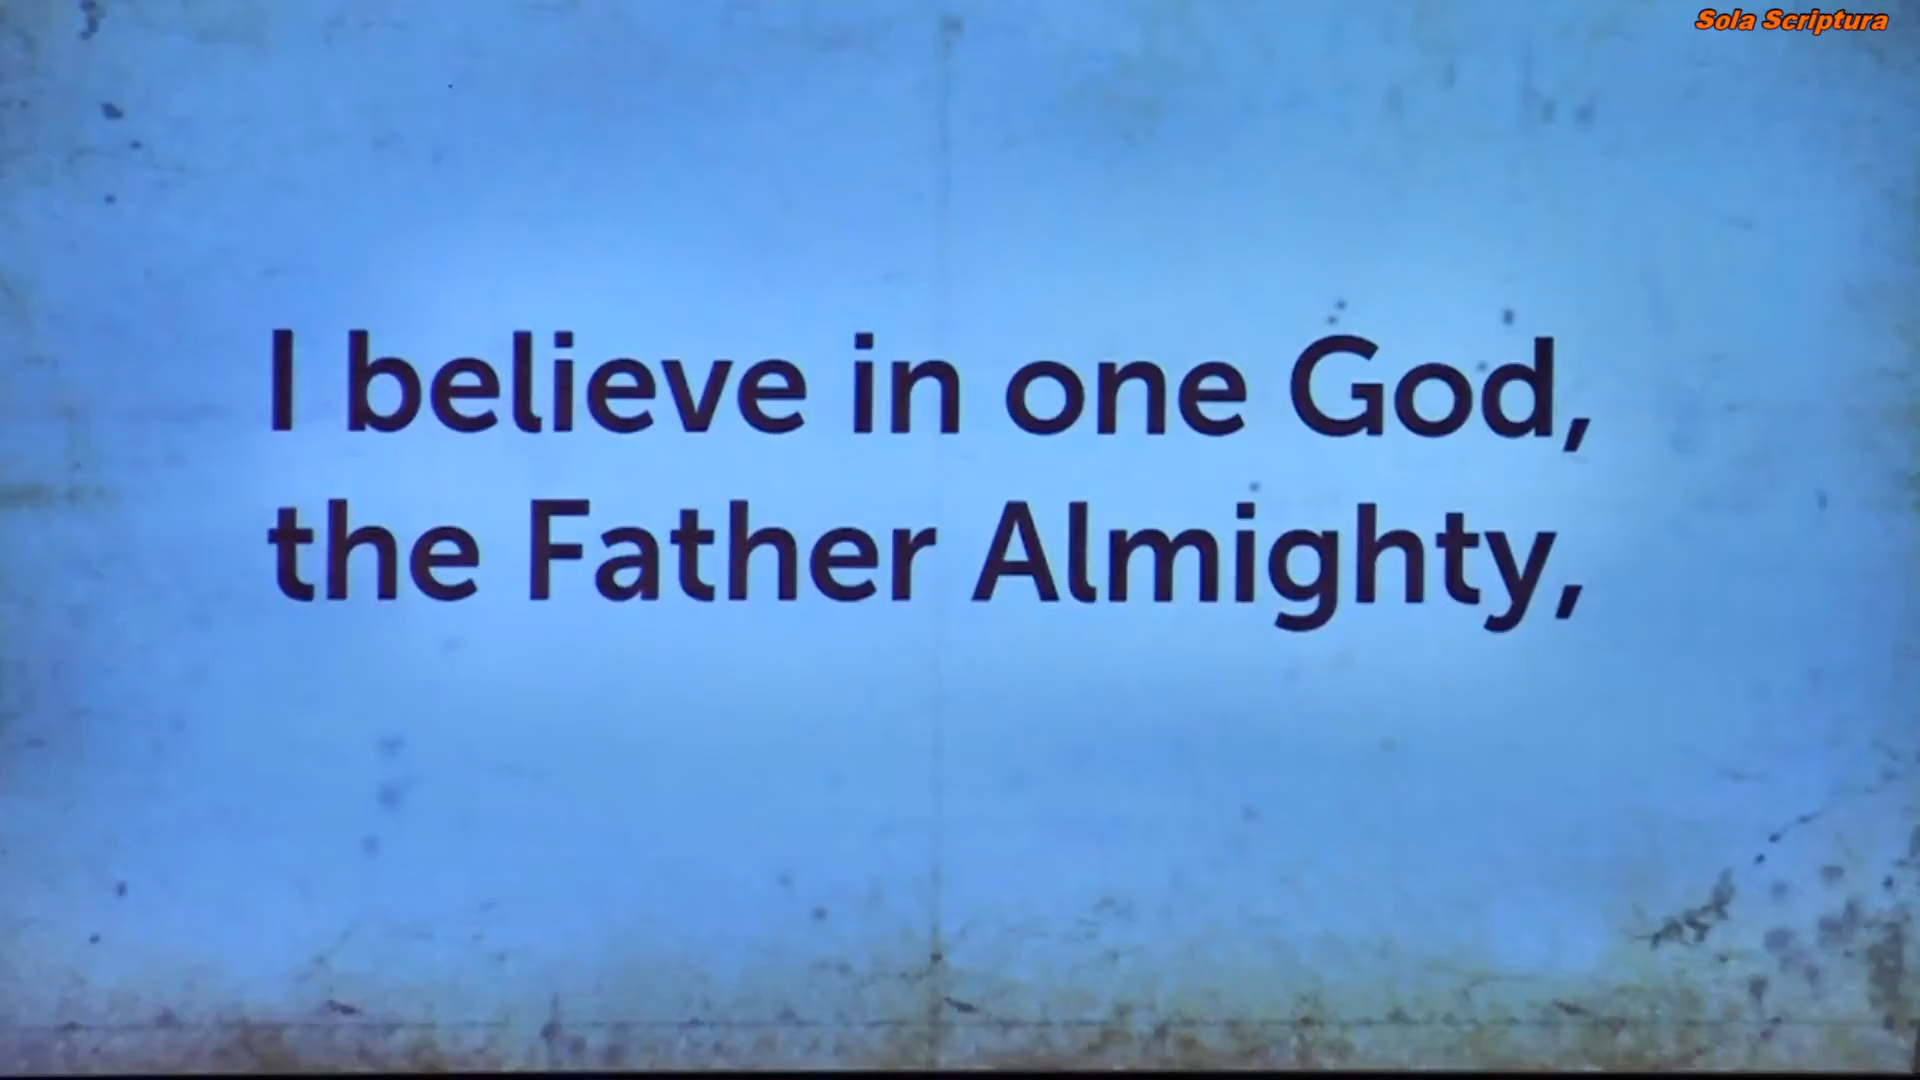 Sola Scriptura
I believe in one God,
the Father Almighty,